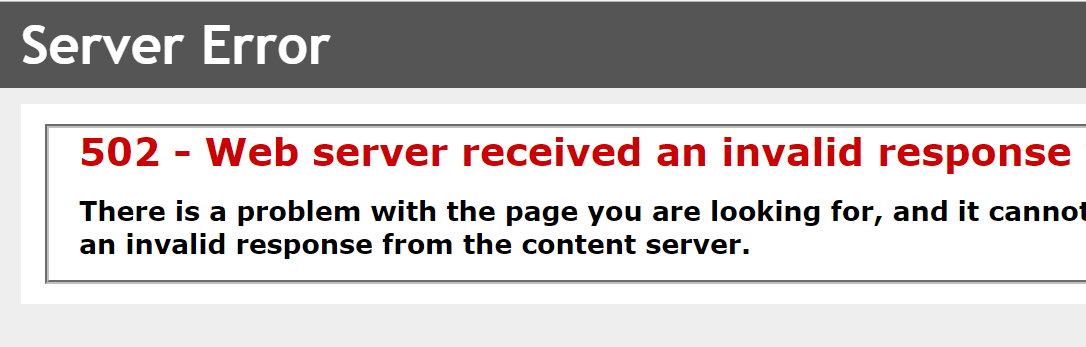 Server Error
502 - Web server received an invalid response
There is a problem with the page you are looking for, and it cannot
an invalid response from the content server.